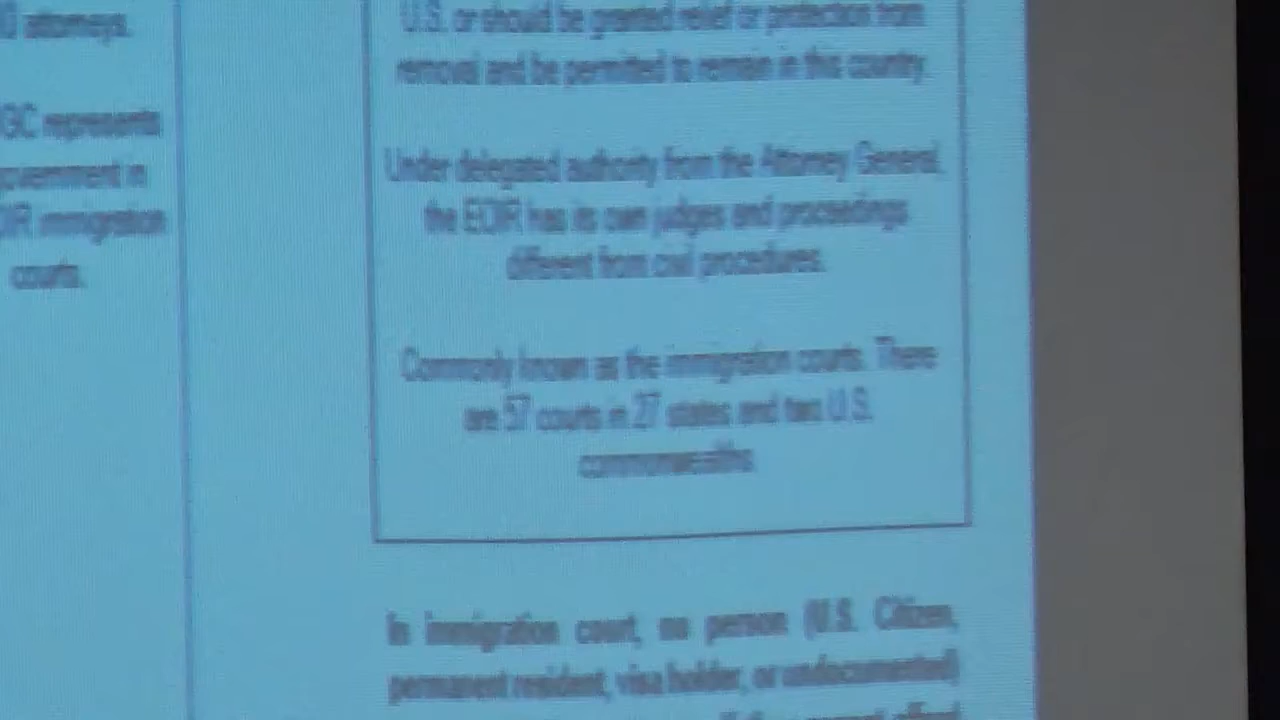 attorneys.
GC represents
government in
OIR immigration
courts.
U.S. or should be granted relief or protection from
removal and be permitted to remain in this country.
Under delegated authority from the Attorney General,
the EOIR has its own judges and proceedings
different from civil procedures.
Commonly known as the immigration courts. There
are 57 courts in 27 states and two U.S.
commonwealths.
In immigration court, no person (U.S. Citizen,
permanent resident, visa holder, or undocumented)